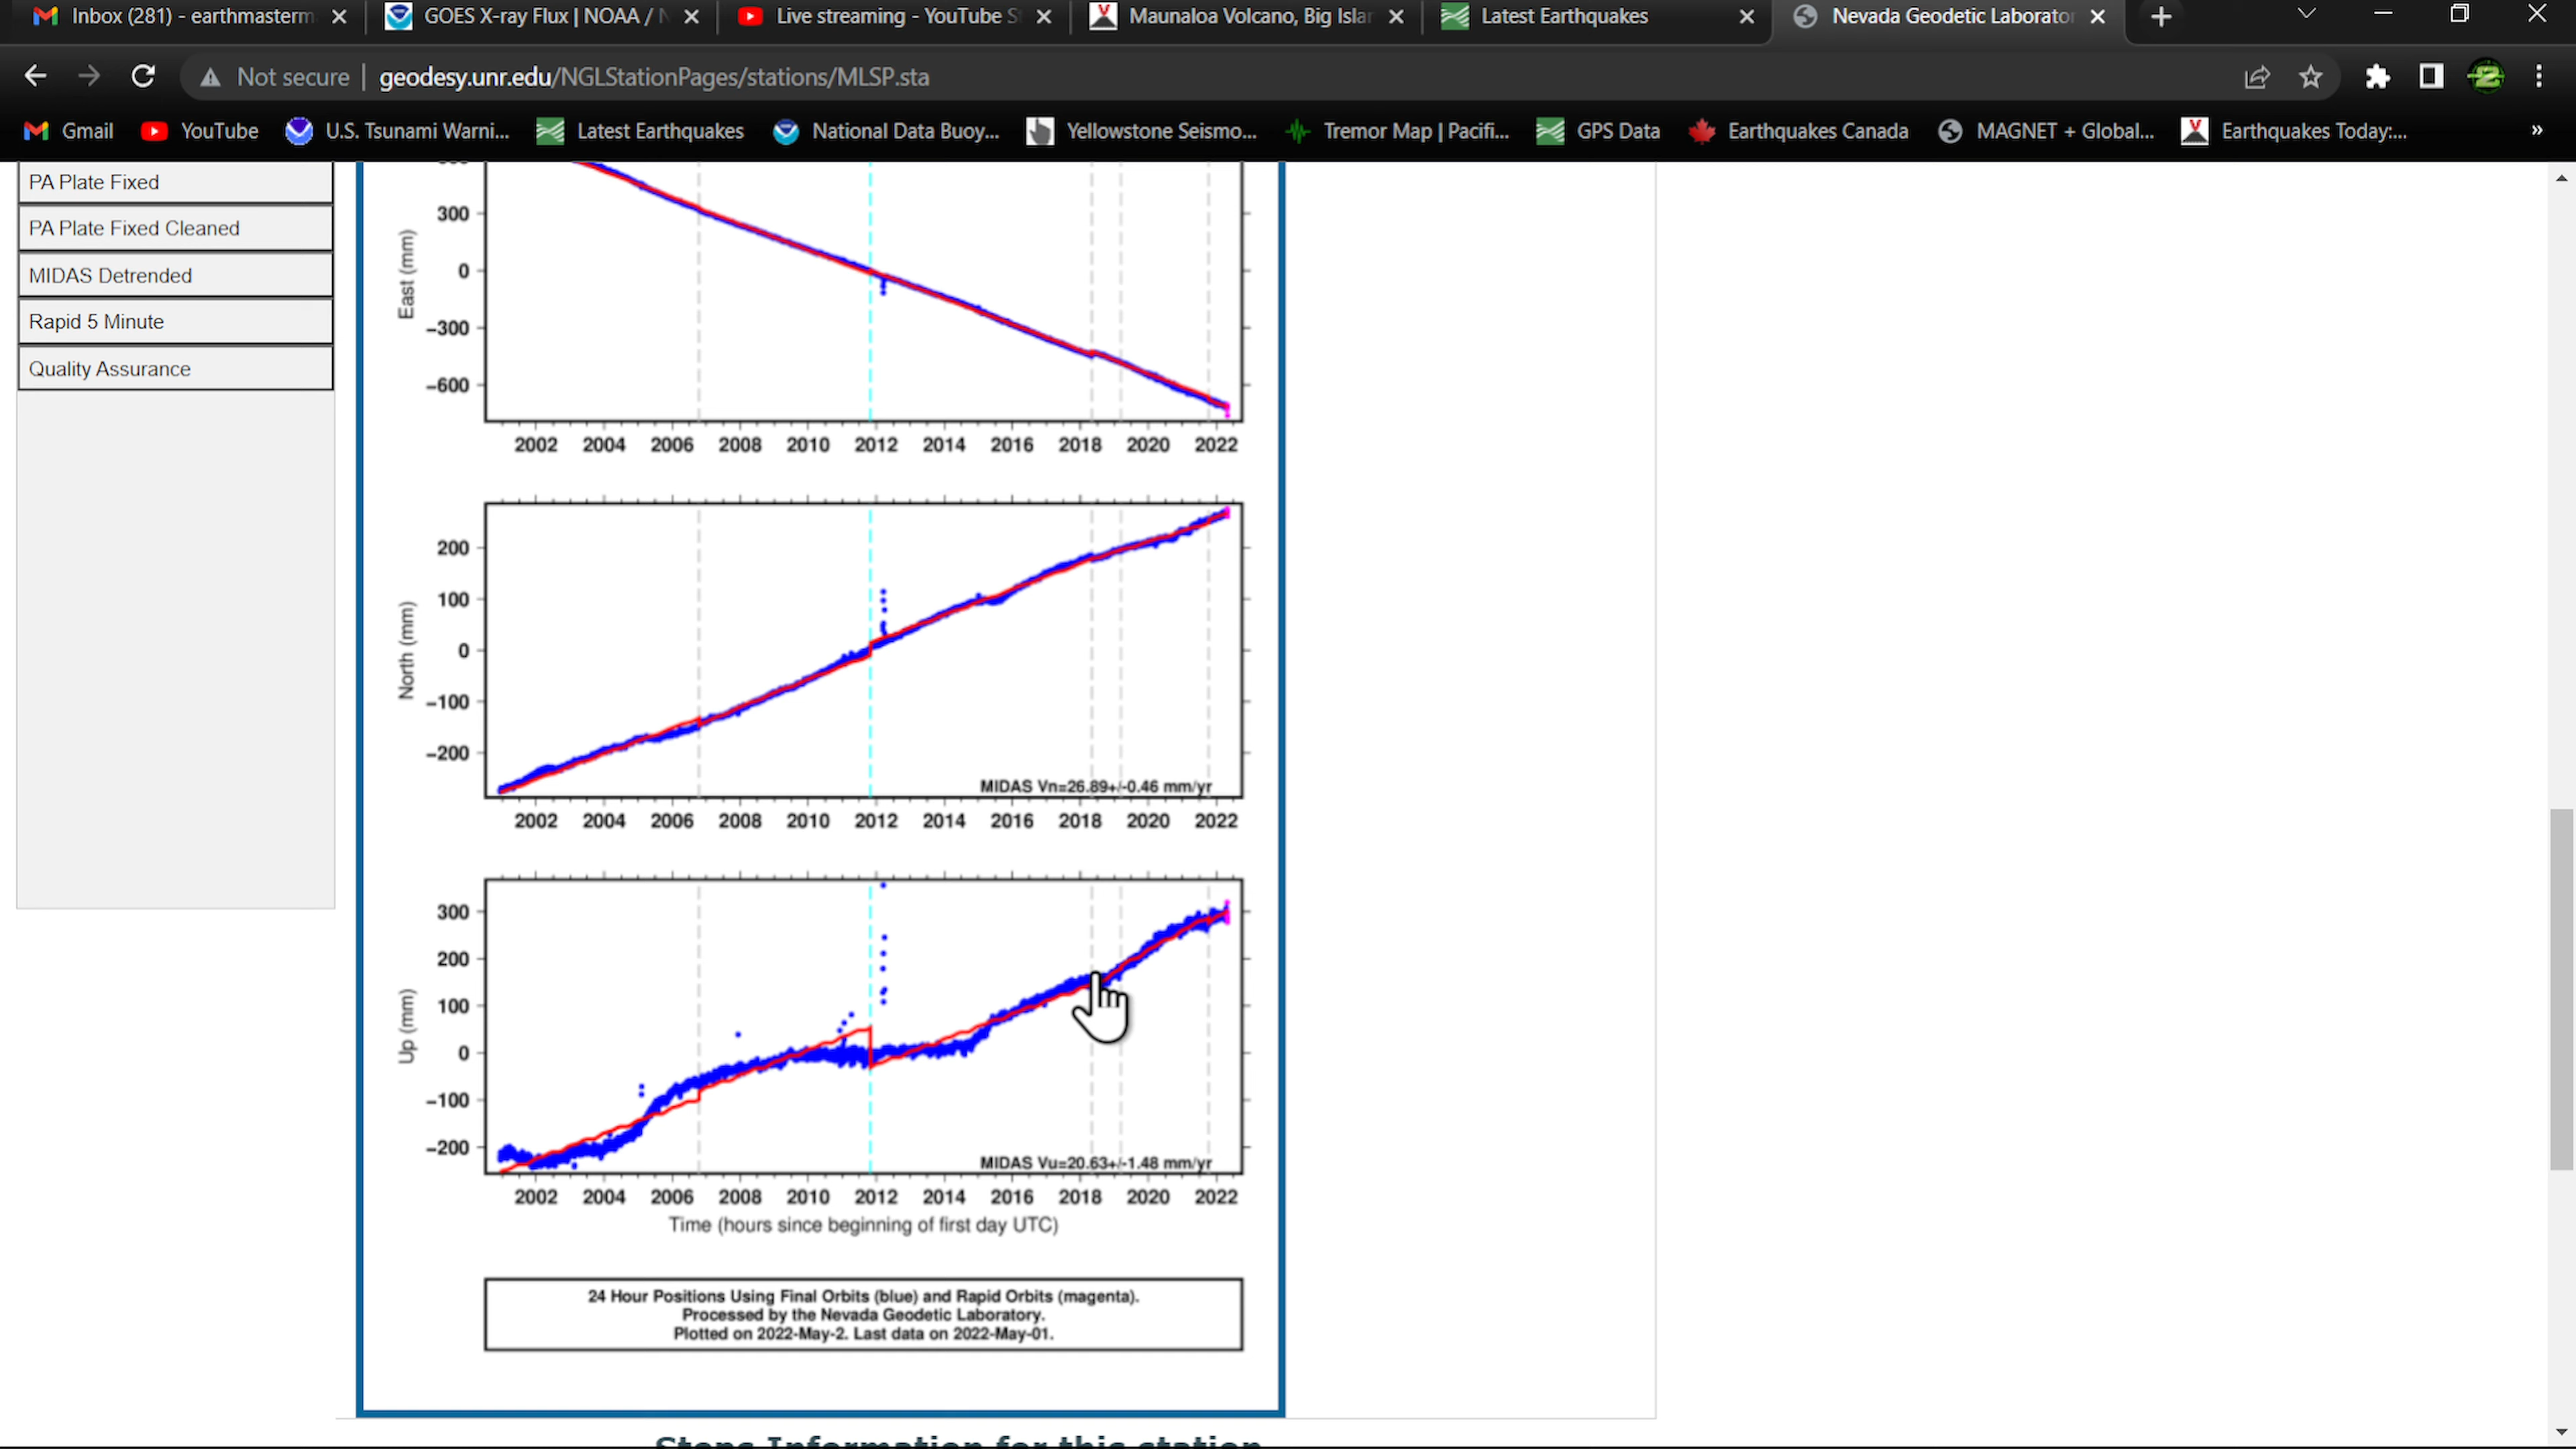 Inbox (281) - earthmasterm
GOES X-ray Flux | NOAA / N
Live streaming - YouTube S
Maunaloa Volcano, Big Islan
Latest Earthquakes
Nevada Geodetic Laborator
Not secure
geodesy.unr.edu/NGLStationPages/stations/MLSP.sta
Gmail
YouTube
U.S. Tsunami Warni...
Latest Earthquakes
National Data Buoy...
Yellowstone Seismo...
Tremor Map | Pacifi...
GPS Data
Earthquakes Canada
MAGNET + Global...
Earthquakes Today:...
»
PA Plate Fixed
PA Plate Fixed Cleaned
MIDAS Detrended
Rapid 5 Minute
Quality Assurance
East (mm)
300
0
−300
−600
2002 2004 2006 2008 2010 2012 2014 2016 2018 2020 2022
North (mm)
200
100
0
−100
−200
MIDAS Vn=26.89+/-0.46 mm/yr
2002 2004 2006 2008 2010 2012 2014 2016 2018 2020 2022
Up (mm)
300
200
100
0
−100
−200
MIDAS Vu=20.63+/-1.48 mm/yr
2002 2004 2006 2008 2010 2012 2014 2016 2018 2020 2022
Time (hours since beginning of first day UTC)
24 Hour Positions Using Final Orbits (blue) and Rapid Orbits (magenta).
Processed by the Nevada Geodetic Laboratory.
Plotted on 2022-May-2. Last data on 2022-May-01.
Steps Information for this station